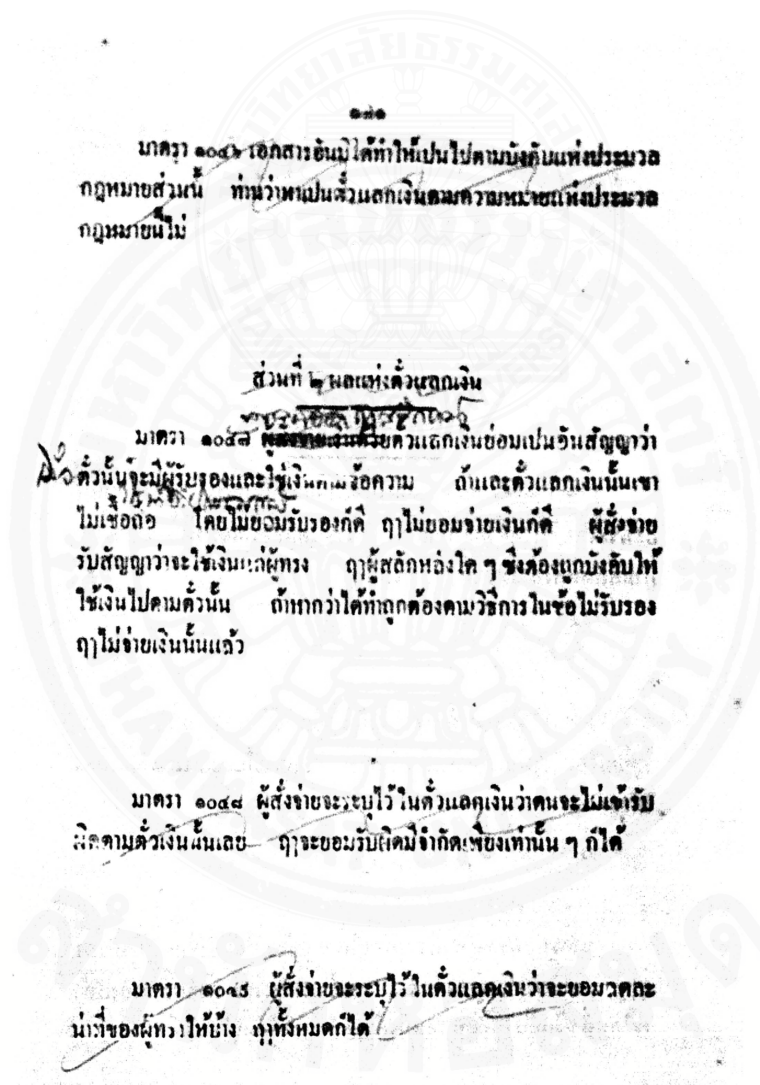 มาตรา ๑๐๔๖ เอกสารอันมิได้ทำให้เปนไปตามบังคับแห่งประมวล
กฎหมายส่วนนี้ ท่านว่าหาเปนตั๋วแลกเงินตามความหมายแห่งประมวล
กฎหมายนี้ไม่
ส่วนที่ ๒ ผลแห่งตั๋วแลกเงิน
มาตรา ตั๋วแลกเงินย่อมเปนอันสัญญาว่า
ตั๋วนั้นจะมีผู้รับรองและใช่เงินตามข้อความ ถ้าและตั๋วแลกเงินนั้นเขา
ไม่เชื่อถือ โดยไม่ยอมรับรองก็ดี ฤๅไม่ยอมจ่ายเงินก็ดี ผู้สั่งจ่าย
รับสัญญาว่าจะใช้เงินแก่ผู้ทรง ฤๅผู้สลักหลังใด ๆ ซึ่งต้องถูกบังคับให้
ใช้เงินไปตามตั๋วนั้น ถ้าหากว่าได้ทำถูกต้องตามวิธีการในข้อไม่รับรอง
ฤๅไม่จ่ายเงินนั้นแล้ว
มาตรา ๑๐๔๘ ผู้สั่งจ่ายจะระบุไว้ในตั๋วแลกเงินว่าตนจะไม่เข้ารับ
ผิดตามตั๋วเงินนั้นเลย ฤๅจะยอมรับผิดมีจำกัดเพียงเท่านั้น ๆ ก็ได้
มาตรา ๑๐๔๙ ผู้สั่งจ่ายจะระบุไว้ในตั๋วแลกเงินว่าจะยอมลดละ
น่าที่ของผู้ทรงให้บ้าง ฤๅทั้งหมดก็ได้